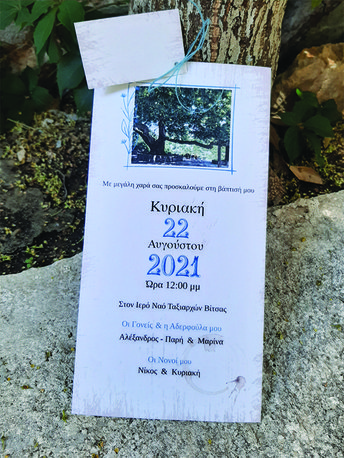 Με μεγάλη χαρά σας προσκαλούμε στη βάπτισή μου
Κυριακή
22
Αυγούστου
2021
Ώρα 12:00 μμ
Στον Ιερό Ναό Ταξιαρχών Βίτσας
Οι Γονείς & η Αδερφούλα μου
Αλέξανδρος - Παρή & Μαρίνα
Οι Νονοί μου
Νίκος & Κυριακή